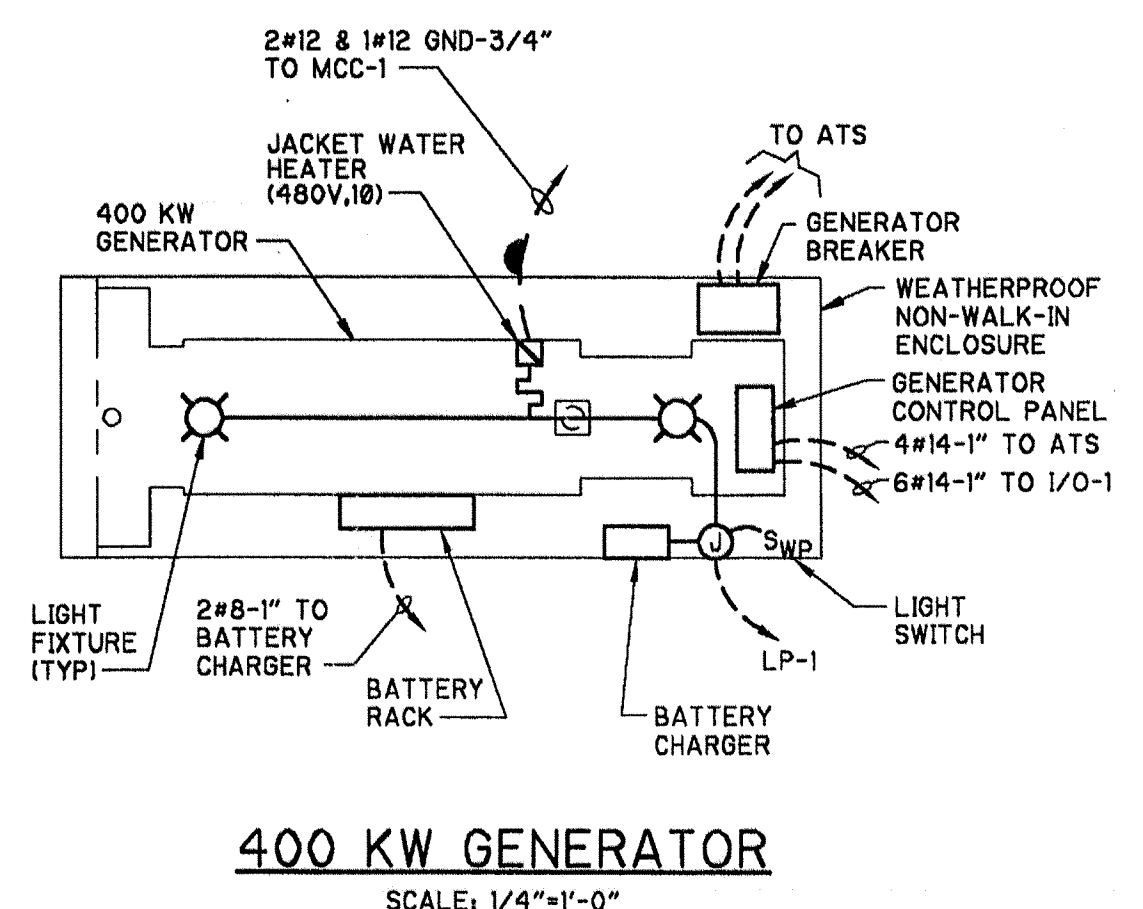 2#12 & 1#12 GND-3/4"
TO MCC-1
JACKET WATER
HEATER
(480V,1Ø)
400 KW
GENERATOR
TO ATS
GENERATOR
BREAKER
WEATHERPROOF
NON-WALK-IN
ENCLOSURE
GENERATOR
CONTROL PANEL
4#14-1" TO ATS
6#14-1" TO I/O-1
J
SWP
LIGHT
SWITCH
LP-1
LIGHT
FIXTURE
(TYP)
2#8-1" TO
BATTERY
CHARGER
BATTERY
RACK
BATTERY
CHARGER
400 KW GENERATOR
SCALE: 1/4"=1'-0"